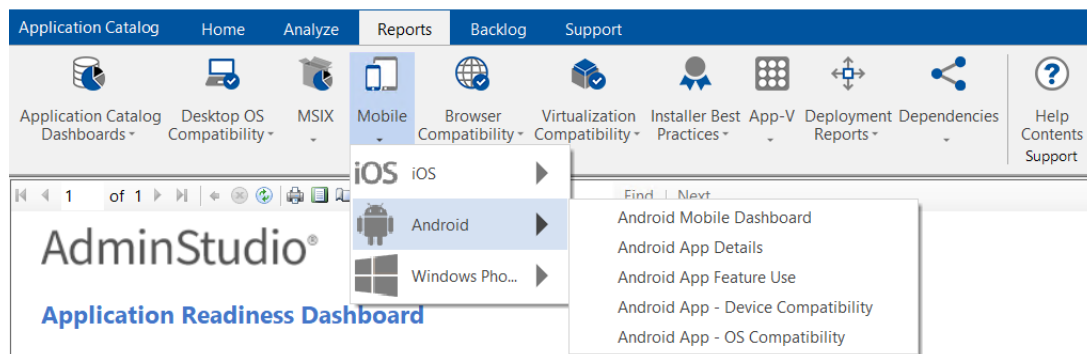 Application Catalog Home Analyze Reports Backlog Support
Application Catalog Dashboards
Desktop OS Compatibility
MSIX
Mobile
Browser Compatibility
Virtualization Compatibility
Installer Best Practices
App-V
Deployment Reports
Dependencies
Help Contents
Support
iOS iOS
Android
Windows Pho...
1 of 1 Find | Next
Android Mobile Dashboard
Android App Details
Android App Feature Use
Android App - Device Compatibility
Android App - OS Compatibility
AdminStudio®
Application Readiness Dashboard